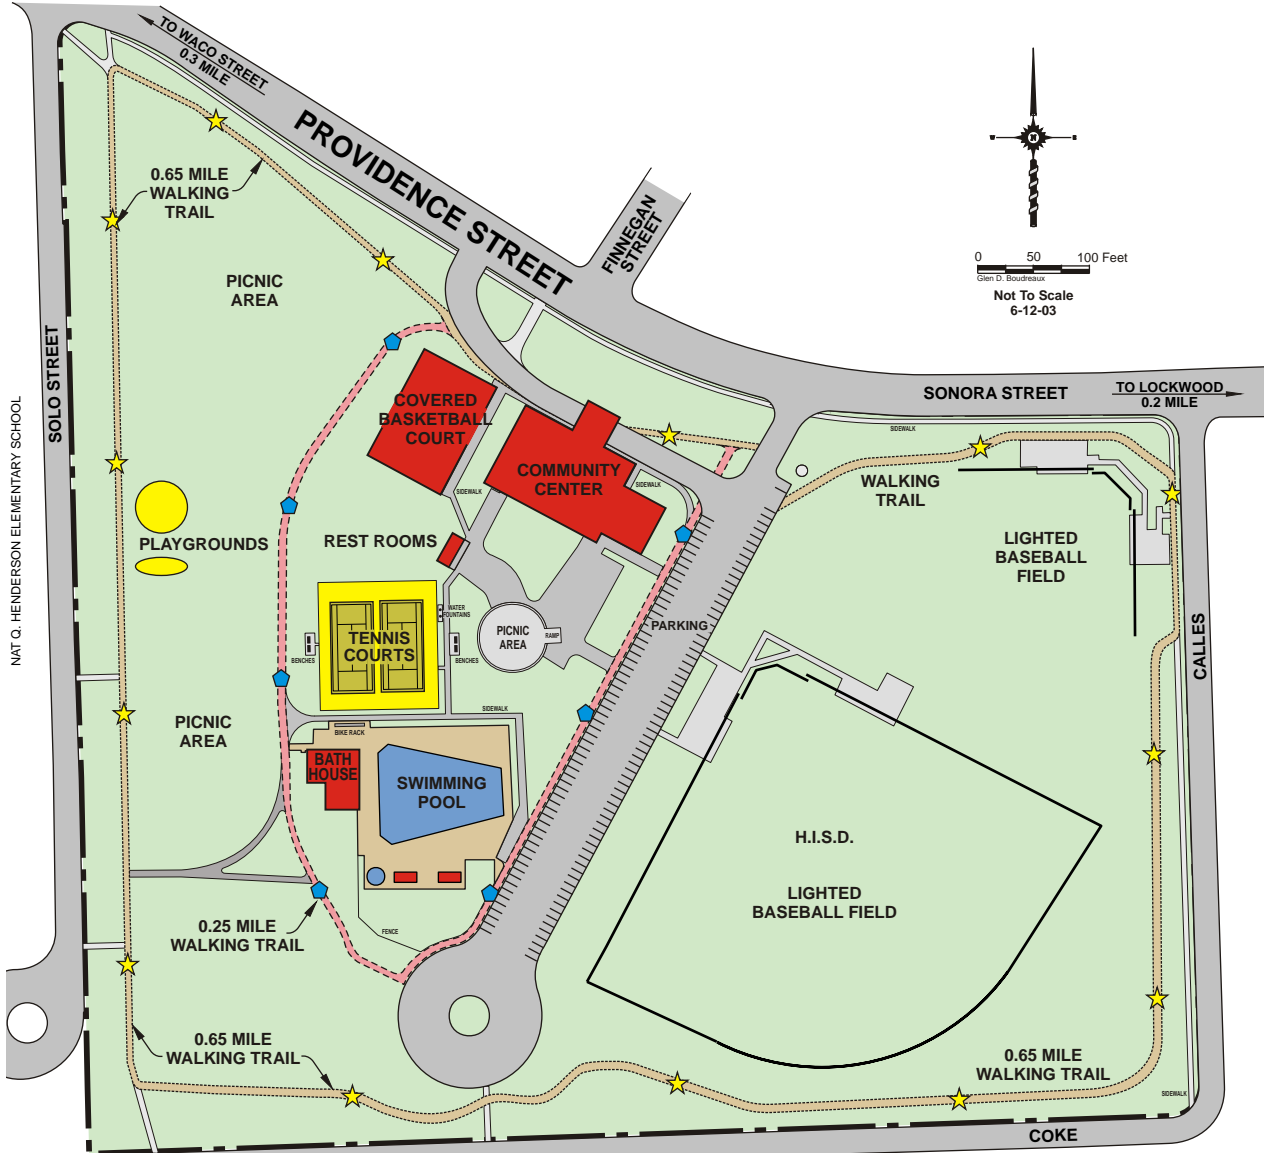 TO WACO STREET
0.3 MILE
PROVIDENCE STREET
FINNEGAN
STREET
0 50 100 Feet
Glen D. Boudreaux
Not To Scale
6-12-03
0.65 MILE
WALKING
TRAIL
PICNIC
AREA
SOLO STREET
NAT Q. HENDERSON ELEMENTARY SCHOOL
SONORA STREET
TO LOCKWOOD
0.2 MILE
SIDEWALK
COVERED
BASKETBALL
COURT
COMMUNITY
CENTER
SIDEWALK
SIDEWALK
WALKING
TRAIL
LIGHTED
BASEBALL
FIELD
PLAYGROUNDS
REST ROOMS
WATER
FOUNTAINS
TENNIS
COURTS
BENCHES
BENCHES
PICNIC
AREA
RAMP
PARKING
CALLES
PICNIC
AREA
SIDEWALK
BIKE RACK
BATH
HOUSE
SWIMMING
POOL
H.I.S.D.
LIGHTED
BASEBALL FIELD
0.25 MILE
WALKING TRAIL
FENCE
0.65 MILE
WALKING TRAIL
0.65 MILE
WALKING TRAIL
SIDEWALK
COKE